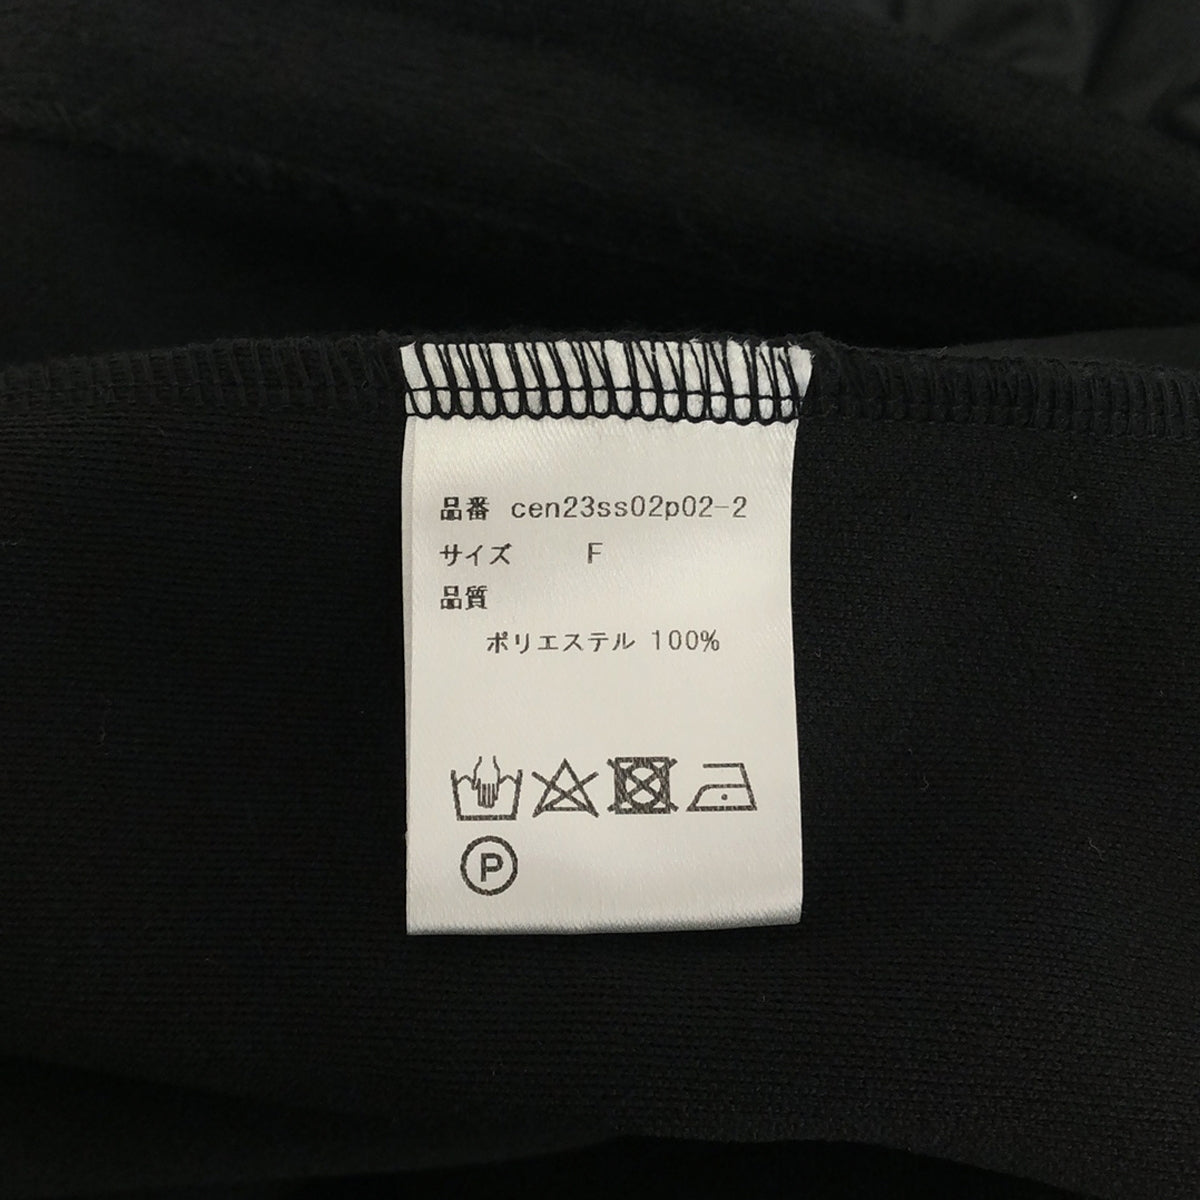 品番 cen23ss02p02-2
サイズ F
品質
ポリエステル 100%
P